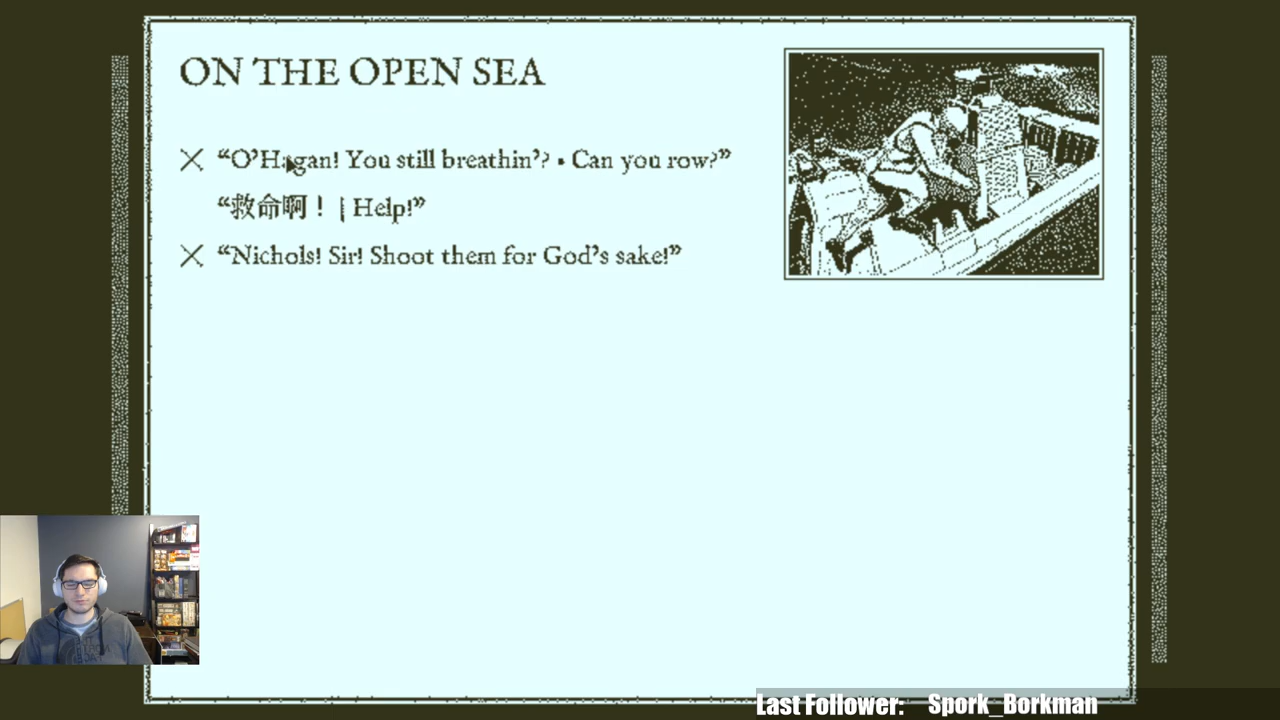 ON THE OPEN SEA
“O’Hagan! You still breathin’? • Can you row?”
“救命啊！ | Help!”
“Nichols! Sir! Shoot them for God’s sake!”
Last Follower: Spork_Borkman